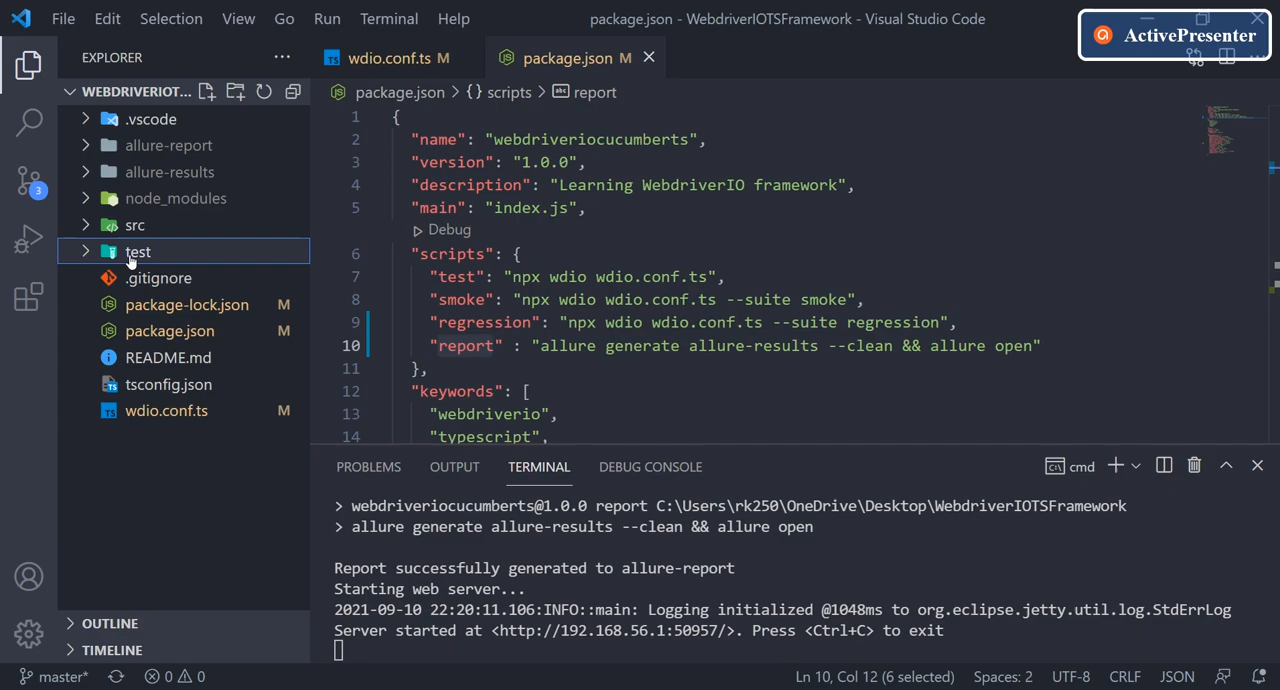 File Edit Selection View Go Run Terminal Help
package.json - WebdriverIOTSFramework - Visual Studio Code
ActivePresenter
EXPLORER
wdio.conf.ts M
package.json M
WEBDRIVERIOT...
package.json > {} scripts > abc report
.vscode
allure-report
allure-results
node_modules
src
test
.gitignore
package-lock.json M
package.json M
README.md
tsconfig.json
wdio.conf.ts M
OUTLINE
TIMELINE
3
1 {
2 "name": "webdriveriocucumberts",
3 "version": "1.0.0",
4 "description": "Learning WebdriverIO framework",
5 "main": "index.js",
Debug
6 "scripts": {
7 "test": "npx wdio wdio.conf.ts",
8 "smoke": "npx wdio wdio.conf.ts --suite smoke",
9 "regression": "npx wdio wdio.conf.ts --suite regression",
10 "report" : "allure generate allure-results --clean && allure open"
11 },
12 "keywords": [
13 "webdriverio",
14 "typescript",
PROBLEMS OUTPUT TERMINAL DEBUG CONSOLE
cmd
> webdriveriocucumberts@1.0.0 report C:\Users\rk250\OneDrive\Desktop\WebdriverIOTSFramework
> allure generate allure-results --clean && allure open
Report successfully generated to allure-report
Starting web server...
2021-09-10 22:20:11.106:INFO::main: Logging initialized @1048ms to org.eclipse.jetty.util.log.StdErrLog
Server started at <http://192.168.56.1:50957/>. Press <Ctrl+C> to exit
master* 0 0
Ln 10, Col 12 (6 selected) Spaces: 2 UTF-8 CRLF JSON